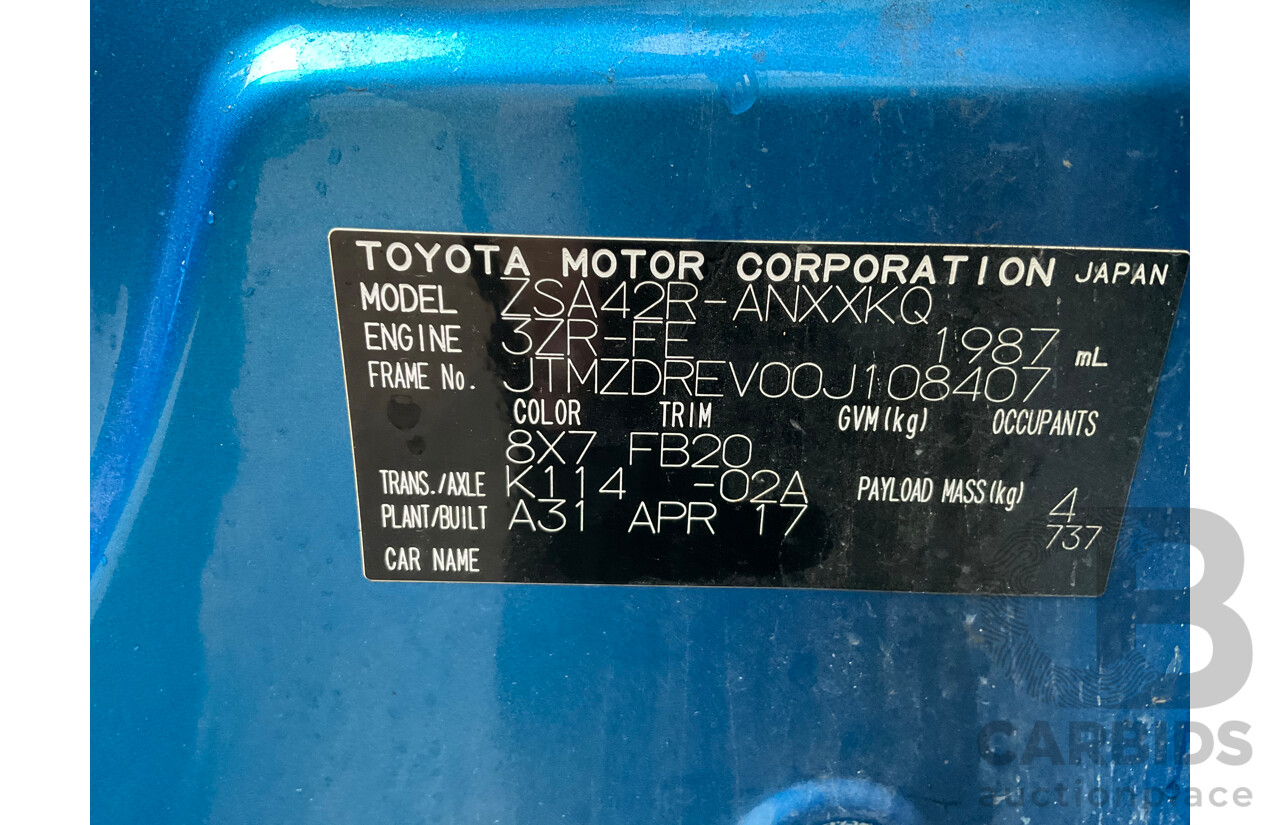 TOYOTA MOTOR CORPORATION JAPAN
MODEL ZSA42R-ANXXKQ
ENGINE 3ZR-FE 1987 mL
FRAME No. JTMZDREV00J108407
COLOR TRIM GVM(kg) OCCUPANTS
8X7 FB20
TRANS./AXLE K114 -02A PAYLOAD MASS(kg) 4
PLANT/BUILT A31 APR 17 737
CAR NAME
CB
CARBIDS
auctionplace